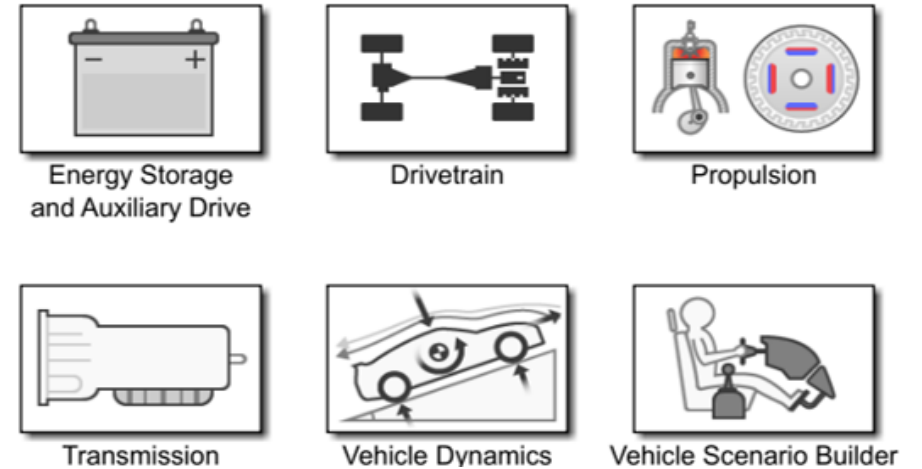 − +
Energy Storage
and Auxiliary Drive
Drivetrain
Propulsion
Transmission
Vehicle Dynamics
Vehicle Scenario Builder